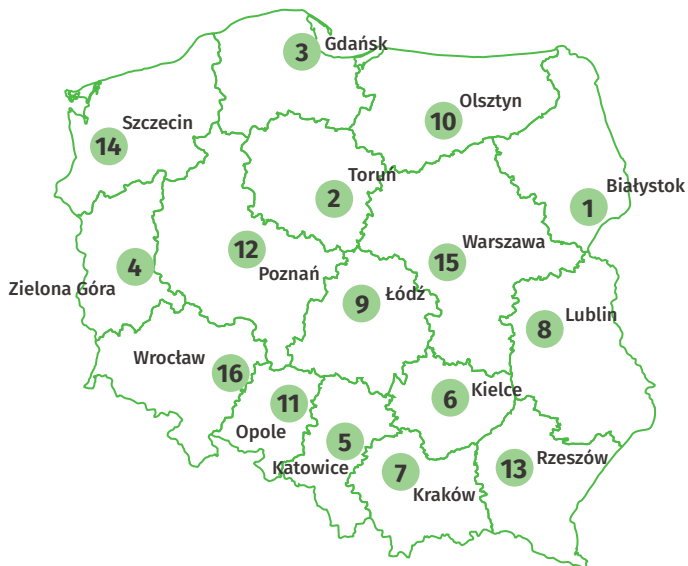 3
Gdańsk
Olsztyn
10
Szczecin
14
Toruń
2
Białystok
1
Warszawa
15
12
Poznań
4
Zielona Góra
Łódź
9
Lublin
8
Wrocław
16
11
Opole
Kielce
6
5
Katowice
7
Kraków
Rzeszów
13